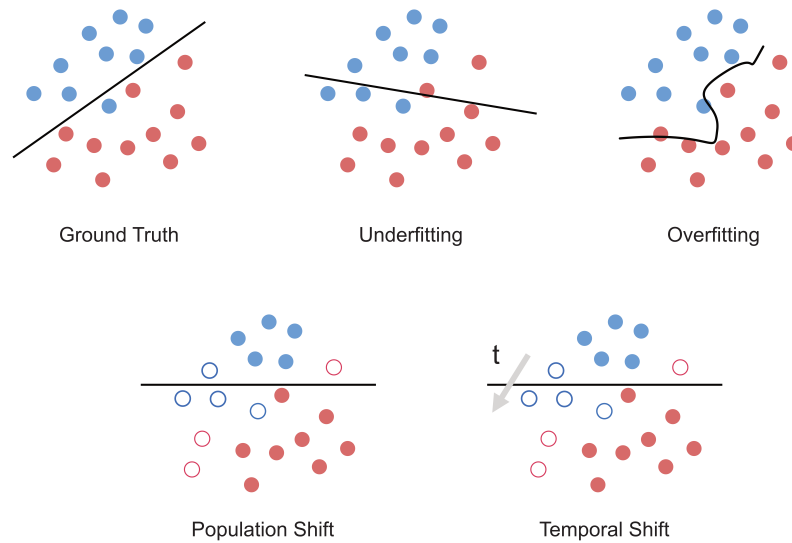 Ground Truth
Underfitting
Overfitting
t
Population Shift
Temporal Shift